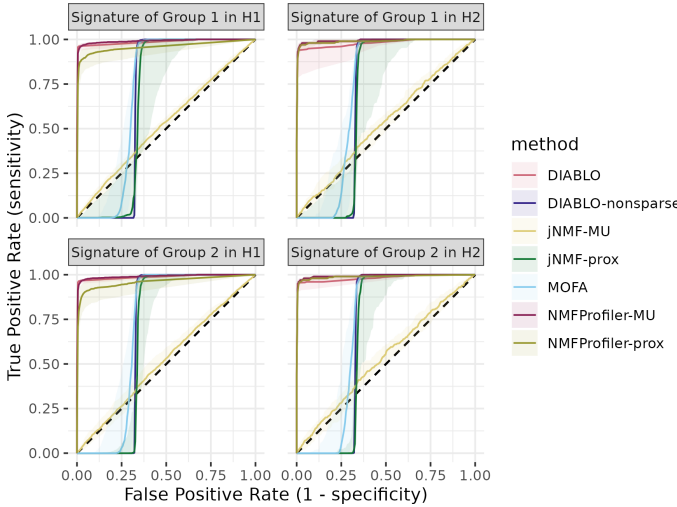 Signature of Group 1 in H1 Signature of Group 1 in H2
1.00
0.75
0.50
0.25
0.00
Signature of Group 2 in H1 Signature of Group 2 in H2
1.00
0.75
0.50
0.25
0.00
0.00 0.25 0.50 0.75 1.00 0.00 0.25 0.50 0.75 1.00
False Positive Rate (1 - specificity)
True Positive Rate (sensitivity)
method
DIABLO
DIABLO-nonsparse
jNMF-MU
jNMF-prox
MOFA
NMFProfiler-MU
NMFProfiler-prox